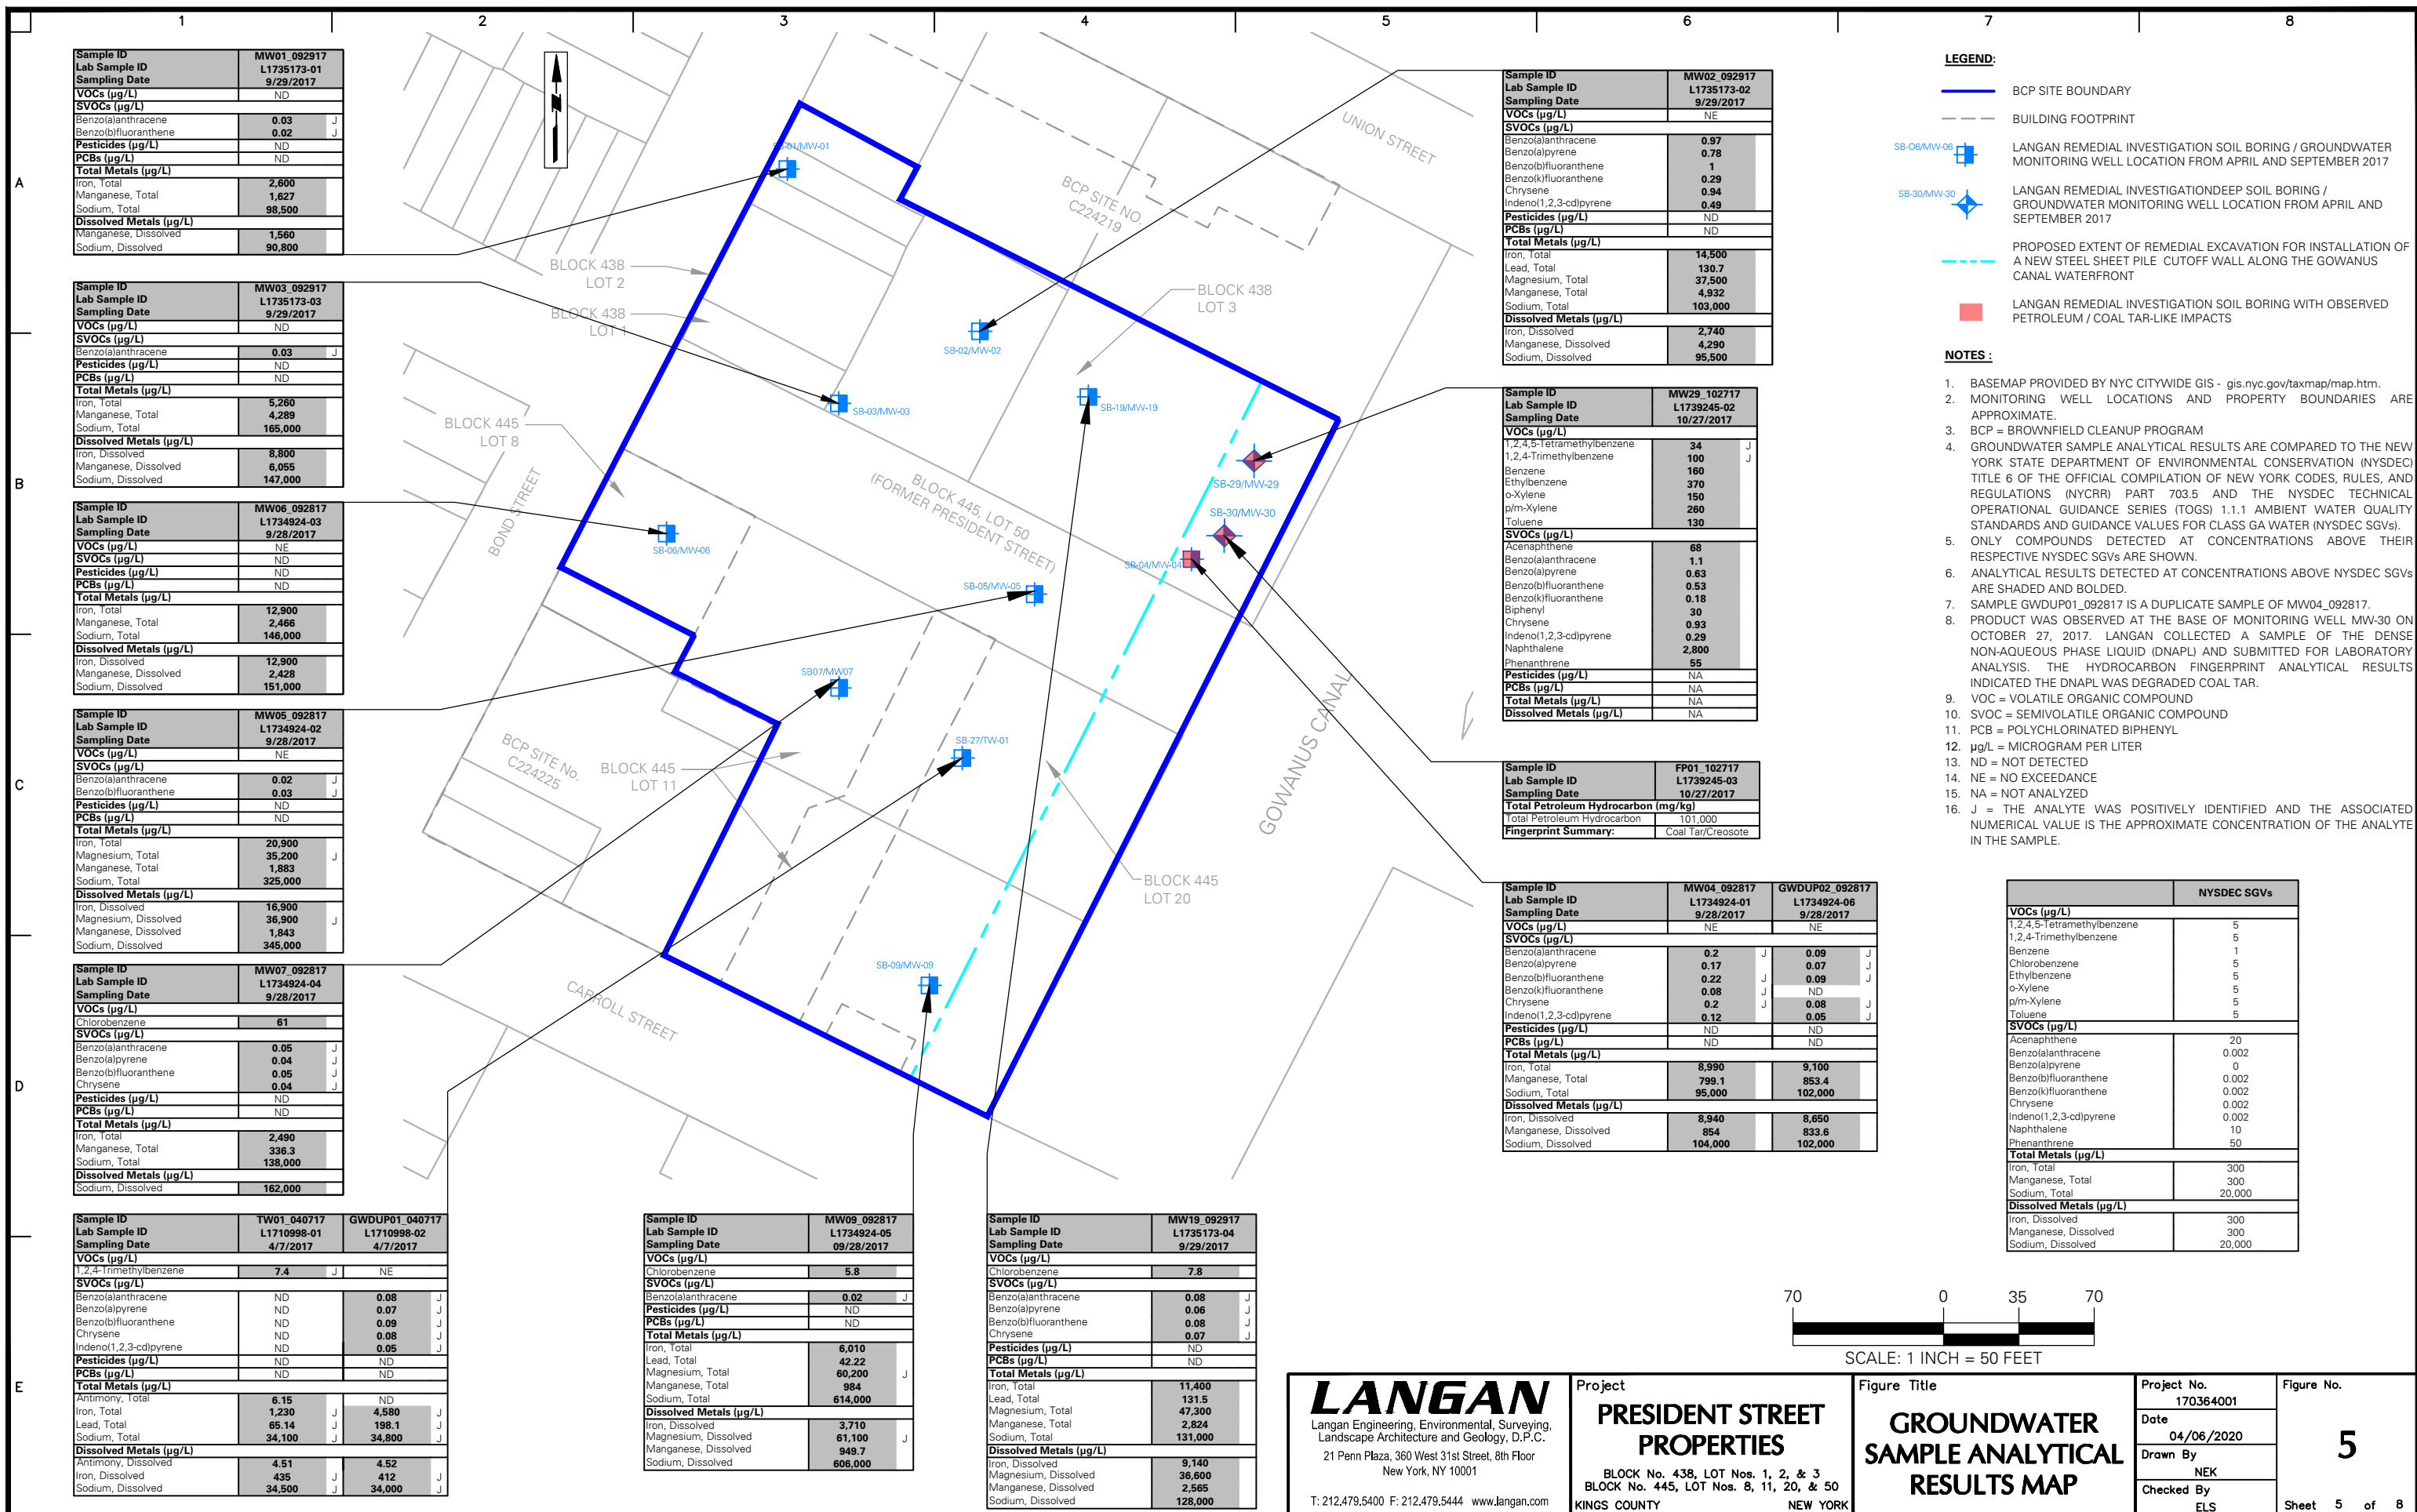 1 2 3 4 5 6 7 8
A
B
C
D
E
Sample ID MW01_092917
Lab Sample ID L1735173-01
Sampling Date 9/29/2017
VOCs (µg/L) ND
SVOCs (µg/L)
Benzo(a)anthracene 0.03 J
Benzo(b)fluoranthene 0.02 J
Pesticides (µg/L) ND
PCBs (µg/L) ND
Total Metals (µg/L)
Iron, Total 2,600
Manganese, Total 1,627
Sodium, Total 98,500
Dissolved Metals (µg/L)
Manganese, Dissolved 1,560
Sodium, Dissolved 90,800
Sample ID MW03_092917
Lab Sample ID L1735173-03
Sampling Date 9/29/2017
VOCs (µg/L) ND
SVOCs (µg/L)
Benzo(a)anthracene 0.03 J
Pesticides (µg/L) ND
PCBs (µg/L) ND
Total Metals (µg/L)
Iron, Total 5,260
Manganese, Total 4,289
Sodium, Total 165,000
Dissolved Metals (µg/L)
Iron, Dissolved 8,800
Manganese, Dissolved 6,055
Sodium, Dissolved 147,000
Sample ID MW06_092817
Lab Sample ID L1734924-03
Sampling Date 9/28/2017
VOCs (µg/L) NE
SVOCs (µg/L) ND
Pesticides (µg/L) ND
PCBs (µg/L) ND
Total Metals (µg/L)
Iron, Total 12,900
Manganese, Total 2,466
Sodium, Total 146,000
Dissolved Metals (µg/L)
Iron, Dissolved 12,900
Manganese, Dissolved 2,428
Sodium, Dissolved 151,000
Sample ID MW05_092817
Lab Sample ID L1734924-02
Sampling Date 9/28/2017
VOCs (µg/L) NE
SVOCs (µg/L)
Benzo(a)anthracene 0.02 J
Benzo(b)fluoranthene 0.03 J
Pesticides (µg/L) ND
PCBs (µg/L) ND
Total Metals (µg/L)
Iron, Total 20,900
Magnesium, Total 35,200 J
Manganese, Total 1,883
Sodium, Total 325,000
Dissolved Metals (µg/L)
Iron, Dissolved 16,900
Magnesium, Dissolved 36,900 J
Manganese, Dissolved 1,843
Sodium, Dissolved 345,000
Sample ID MW07_092817
Lab Sample ID L1734924-04
Sampling Date 9/28/2017
VOCs (µg/L)
Chlorobenzene 61
SVOCs (µg/L)
Benzo(a)anthracene 0.05 J
Benzo(a)pyrene 0.04 J
Benzo(b)fluoranthene 0.05 J
Chrysene 0.04 J
Pesticides (µg/L) ND
PCBs (µg/L) ND
Total Metals (µg/L)
Iron, Total 2,490
Manganese, Total 336.3
Sodium, Total 138,000
Dissolved Metals (µg/L)
Sodium, Dissolved 162,000
Sample ID TW01_040717 GWDUP01_040717
Lab Sample ID L1710998-01 L1710998-02
Sampling Date 4/7/2017 4/7/2017
VOCs (µg/L)
1,2,4-Trimethylbenzene 7.4 J NE
SVOCs (µg/L)
Benzo(a)anthracene ND 0.08 J
Benzo(a)pyrene ND 0.07 J
Benzo(b)fluoranthene ND 0.09 J
Chrysene ND 0.08 J
Indeno(1,2,3-cd)pyrene ND 0.05 J
Pesticides (µg/L) ND ND
PCBs (µg/L) ND ND
Total Metals (µg/L)
Antimony, Total 6.15 ND
Iron, Total 1,230 J 4,580 J
Lead, Total 65.14 J 198.1 J
Sodium, Total 34,100 J 34,800 J
Dissolved Metals (µg/L)
Antimony, Dissolved 4.51 4.52
Iron, Dissolved 435 J 412 J
Sodium, Dissolved 34,500 J 34,000 J
N
SB-01/MW-01
BLOCK 438
LOT 2
BLOCK 438
LOT 1
BCP SITE NO.
C224219
UNION STREET
BLOCK 438
LOT 3
SB-02/MW-02
SB-03/MW-03
SB-19/MW-19
BLOCK 445
LOT 8
BOND STREET
BLOCK 445, LOT 50
(FORMER PRESIDENT STREET)
SB-29/MW-29
SB-30/MW-30
SB-06/MW-06
SB-04/MW-04
SB-05/MW-05
SB07/MW07
SB-27/TW-01
BCP SITE No.
C224225
BLOCK 445
LOT 11
GOWANUS CANAL
BLOCK 445
LOT 20
SB-09/MW-09
CARROLL STREET
Sample ID MW09_092817
Lab Sample ID L1734924-05
Sampling Date 09/28/2017
VOCs (µg/L)
Chlorobenzene 5.8
SVOCs (µg/L)
Benzo(a)anthracene 0.02 J
Pesticides (µg/L) ND
PCBs (µg/L) ND
Total Metals (µg/L)
Iron, Total 6,010
Lead, Total 42.22
Magnesium, Total 60,200 J
Manganese, Total 984
Sodium, Total 614,000
Dissolved Metals (µg/L)
Iron, Dissolved 3,710
Magnesium, Dissolved 61,100 J
Manganese, Dissolved 949.7
Sodium, Dissolved 606,000
Sample ID MW19_092917
Lab Sample ID L1735173-04
Sampling Date 9/29/2017
VOCs (µg/L)
Chlorobenzene 7.8
SVOCs (µg/L)
Benzo(a)anthracene 0.08 J
Benzo(a)pyrene 0.06 J
Benzo(b)fluoranthene 0.08 J
Chrysene 0.07 J
Pesticides (µg/L) ND
PCBs (µg/L) ND
Total Metals (µg/L)
Iron, Total 11,400
Lead, Total 131.5
Magnesium, Total 47,300
Manganese, Total 2,824
Sodium, Total 131,000
Dissolved Metals (µg/L)
Iron, Dissolved 9,140
Magnesium, Dissolved 36,600
Manganese, Dissolved 2,565
Sodium, Dissolved 128,000
Sample ID MW02_092917
Lab Sample ID L1735173-02
Sampling Date 9/29/2017
VOCs (µg/L) NE
SVOCs (µg/L)
Benzo(a)anthracene 0.97
Benzo(a)pyrene 0.78
Benzo(b)fluoranthene 1
Benzo(k)fluoranthene 0.29
Chrysene 0.94
Indeno(1,2,3-cd)pyrene 0.49
Pesticides (µg/L) ND
PCBs (µg/L) ND
Total Metals (µg/L)
Iron, Total 14,500
Lead, Total 130.7
Magnesium, Total 37,500
Manganese, Total 4,932
Sodium, Total 103,000
Dissolved Metals (µg/L)
Iron, Dissolved 2,740
Manganese, Dissolved 4,290
Sodium, Dissolved 95,500
Sample ID MW29_102717
Lab Sample ID L1739245-02
Sampling Date 10/27/2017
VOCs (µg/L)
1,2,4,5-Tetramethylbenzene 34 J
1,2,4-Trimethylbenzene 100 J
Benzene 160
Ethylbenzene 370
o-Xylene 150
p/m-Xylene 260
Toluene 130
SVOCs (µg/L)
Acenaphthene 68
Benzo(a)anthracene 1.1
Benzo(a)pyrene 0.63
Benzo(b)fluoranthene 0.53
Benzo(k)fluoranthene 0.18
Biphenyl 30
Chrysene 0.93
Indeno(1,2,3-cd)pyrene 0.29
Naphthalene 2,800
Phenanthrene 55
Pesticides (µg/L) NA
PCBs (µg/L) NA
Total Metals (µg/L) NA
Dissolved Metals (µg/L) NA
Sample ID FP01_102717
Lab Sample ID L1739245-03
Sampling Date 10/27/2017
Total Petroleum Hydrocarbon (mg/kg)
Total Petroleum Hydrocarbon 101,000
Fingerprint Summary: Coal Tar/Creosote
Sample ID MW04_092817 GWDUP02_092817
Lab Sample ID L1734924-01 L1734924-06
Sampling Date 9/28/2017 9/28/2017
VOCs (µg/L) NE NE
SVOCs (µg/L)
Benzo(a)anthracene 0.2 J 0.09 J
Benzo(a)pyrene 0.17 0.07 J
Benzo(b)fluoranthene 0.22 J 0.09 J
Benzo(k)fluoranthene 0.08 J ND
Chrysene 0.2 J 0.08 J
Indeno(1,2,3-cd)pyrene 0.12 0.05 J
Pesticides (µg/L) ND ND
PCBs (µg/L) ND ND
Total Metals (µg/L)
Iron, Total 8,990 9,100
Manganese, Total 799.1 853.4
Sodium, Total 95,000 102,000
Dissolved Metals (µg/L)
Iron, Dissolved 8,940 8,650
Manganese, Dissolved 854 833.6
Sodium, Dissolved 104,000 102,000
LEGEND:
BCP SITE BOUNDARY
BUILDING FOOTPRINT
SB-O6/MW-06 LANGAN REMEDIAL INVESTIGATION SOIL BORING / GROUNDWATER
MONITORING WELL LOCATION FROM APRIL AND SEPTEMBER 2017
SB-30/MW-30 LANGAN REMEDIAL INVESTIGATIONDEEP SOIL BORING /
GROUNDWATER MONITORING WELL LOCATION FROM APRIL AND
SEPTEMBER 2017
PROPOSED EXTENT OF REMEDIAL EXCAVATION FOR INSTALLATION OF
A NEW STEEL SHEET PILE CUTOFF WALL ALONG THE GOWANUS
CANAL WATERFRONT
LANGAN REMEDIAL INVESTIGATION SOIL BORING WITH OBSERVED
PETROLEUM / COAL TAR-LIKE IMPACTS
NOTES :
1. BASEMAP PROVIDED BY NYC CITYWIDE GIS - gis.nyc.gov/taxmap/map.htm.
2. MONITORING WELL LOCATIONS AND PROPERTY BOUNDARIES ARE
APPROXIMATE.
3. BCP = BROWNFIELD CLEANUP PROGRAM
4. GROUNDWATER SAMPLE ANALYTICAL RESULTS ARE COMPARED TO THE NEW
YORK STATE DEPARTMENT OF ENVIRONMENTAL CONSERVATION (NYSDEC)
TITLE 6 OF THE OFFICIAL COMPILATION OF NEW YORK CODES, RULES, AND
REGULATIONS (NYCRR) PART 703.5 AND THE NYSDEC TECHNICAL
OPERATIONAL GUIDANCE SERIES (TOGS) 1.1.1 AMBIENT WATER QUALITY
STANDARDS AND GUIDANCE VALUES FOR CLASS GA WATER (NYSDEC SGVs).
5. ONLY COMPOUNDS DETECTED AT CONCENTRATIONS ABOVE THEIR
RESPECTIVE NYSDEC SGVs ARE SHOWN.
6. ANALYTICAL RESULTS DETECTED AT CONCENTRATIONS ABOVE NYSDEC SGVs
ARE SHADED AND BOLDED.
7. SAMPLE GWDUP01_092817 IS A DUPLICATE SAMPLE OF MW04_092817.
8. PRODUCT WAS OBSERVED AT THE BASE OF MONITORING WELL MW-30 ON
OCTOBER 27, 2017. LANGAN COLLECTED A SAMPLE OF THE DENSE
NON-AQUEOUS PHASE LIQUID (DNAPL) AND SUBMITTED FOR LABORATORY
ANALYSIS. THE HYDROCARBON FINGERPRINT ANALYTICAL RESULTS
INDICATED THE DNAPL WAS DEGRADED COAL TAR.
9. VOC = VOLATILE ORGANIC COMPOUND
10. SVOC = SEMIVOLATILE ORGANIC COMPOUND
11. PCB = POLYCHLORINATED BIPHENYL
12. µg/L = MICROGRAM PER LITER
13. ND = NOT DETECTED
14. NE = NO EXCEEDANCE
15. NA = NOT ANALYZED
16. J = THE ANALYTE WAS POSITIVELY IDENTIFIED AND THE ASSOCIATED
NUMERICAL VALUE IS THE APPROXIMATE CONCENTRATION OF THE ANALYTE
IN THE SAMPLE.
NYSDEC SGVs
VOCs (µg/L)
1,2,4,5-Tetramethylbenzene 5
1,2,4-Trimethylbenzene 5
Benzene 1
Chlorobenzene 5
Ethylbenzene 5
o-Xylene 5
p/m-Xylene 5
Toluene 5
SVOCs (µg/L)
Acenaphthene 20
Benzo(a)anthracene 0.002
Benzo(a)pyrene 0
Benzo(b)fluoranthene 0.002
Benzo(k)fluoranthene 0.002
Chrysene 0.002
Indeno(1,2,3-cd)pyrene 0.002
Naphthalene 10
Phenanthrene 50
Total Metals (µg/L)
Iron, Total 300
Manganese, Total 300
Sodium, Total 20,000
Dissolved Metals (µg/L)
Iron, Dissolved 300
Manganese, Dissolved 300
Sodium, Dissolved 20,000
70 0 35 70
SCALE: 1 INCH = 50 FEET
LANGAN
Langan Engineering, Environmental, Surveying,
Landscape Architecture and Geology, D.P.C.
21 Penn Plaza, 360 West 31st Street, 8th Floor
New York, NY 10001
T: 212.479.5400 F: 212.479.5444 www.langan.com
Project
PRESIDENT STREET
PROPERTIES
BLOCK No. 438, LOT Nos. 1, 2, & 3
BLOCK No. 445, LOT Nos. 8, 11, 20, & 50
KINGS COUNTY NEW YORK
Figure Title
GROUNDWATER
SAMPLE ANALYTICAL
RESULTS MAP
Project No.
170364001
Date
04/06/2020
Drawn By
NEK
Checked By
ELS
Figure No.
5
Sheet 5 of 8